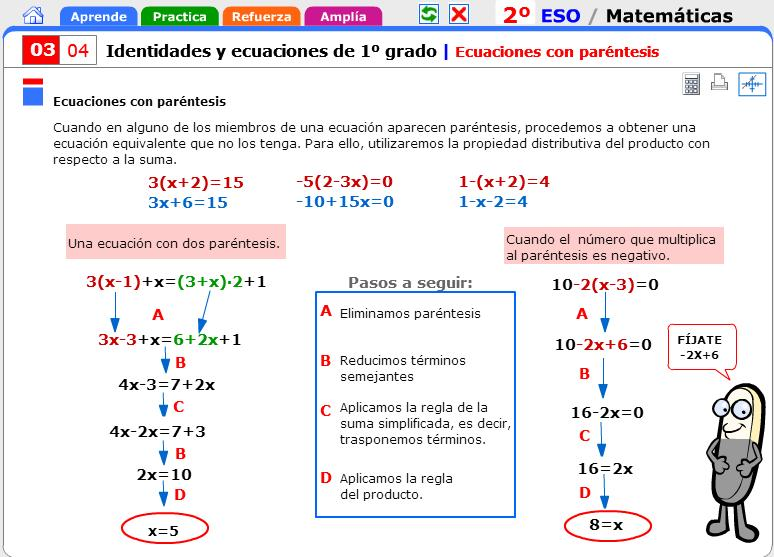 Aprende Practica Refuerza Amplía 2º ESO / Matemáticas
03 04 Identidades y ecuaciones de 1º grado | Ecuaciones con paréntesis
Ecuaciones con paréntesis
Cuando en alguno de los miembros de una ecuación aparecen paréntesis, procedemos a obtener una
ecuación equivalente que no los tenga. Para ello, utilizaremos la propiedad distributiva del producto con
respecto a la suma.
3(x+2)=15 -5(2-3x)=0 1-(x+2)=4
3x+6=15 -10+15x=0 1-x-2=4
Una ecuación con dos paréntesis.
3(x-1)+x=(3+x)·2+1
A
3x-3+x=6+2x+1
B
4x-3=7+2x
C
4x-2x=7+3
B
2x=10
D
x=5
Pasos a seguir:
A Eliminamos paréntesis
B Reducimos términos
semejantes
C Aplicamos la regla de la
suma simplificada, es decir,
trasponemos términos.
D Aplicamos la regla
del producto.
Cuando el número que multiplica
al paréntesis es negativo.
10-2(x-3)=0
A
10-2x+6=0
B
16-2x=0
C
16=2x
D
8=x
FÍJATE
-2X+6